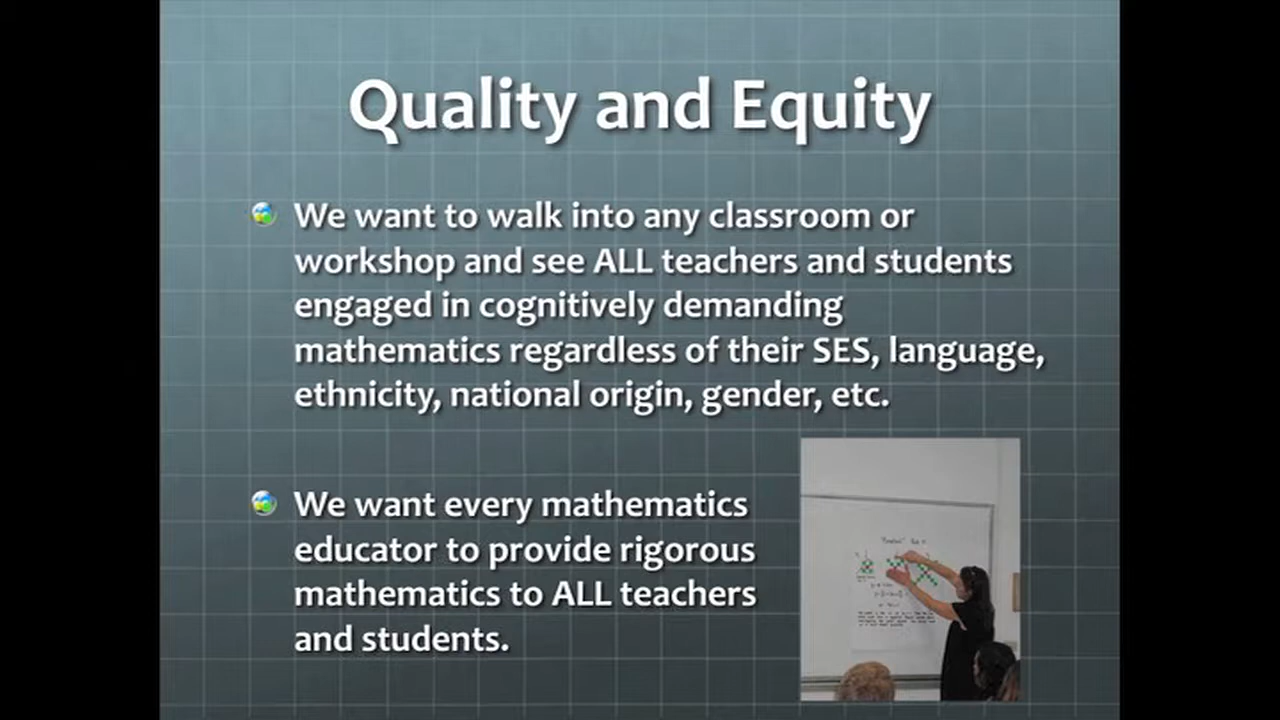 Quality and Equity
We want to walk into any classroom or
workshop and see ALL teachers and students
engaged in cognitively demanding
mathematics regardless of their SES, language,
ethnicity, national origin, gender, etc.
We want every mathematics
educator to provide rigorous
mathematics to ALL teachers
and students.